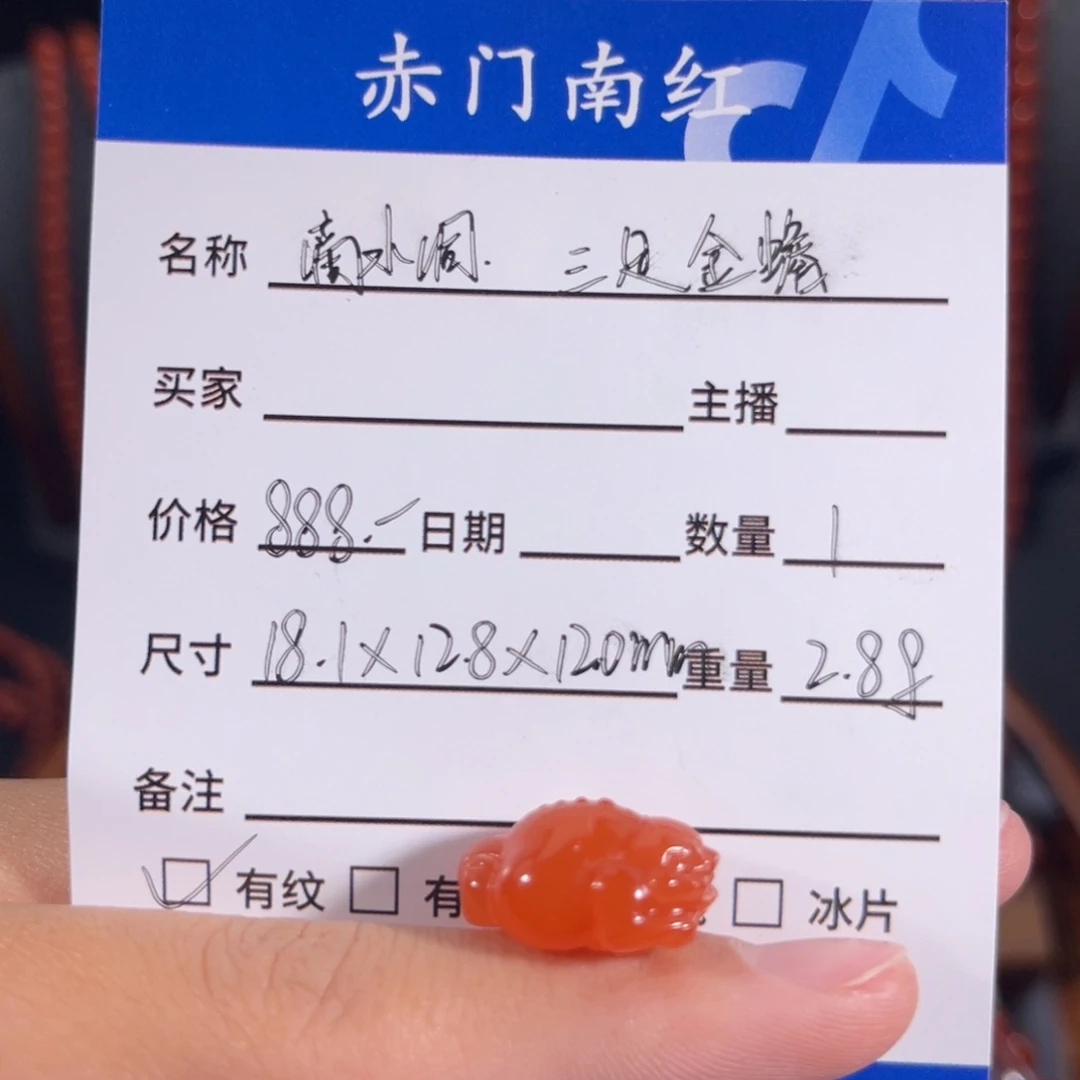 赤门南红
名称 滴水洞. 三足金蟾
买家 主播
价格 888.- 日期 数量 1
尺寸 18.1×12.8×12.0mm 重量 2.8g
备注
有纹 有 冰片